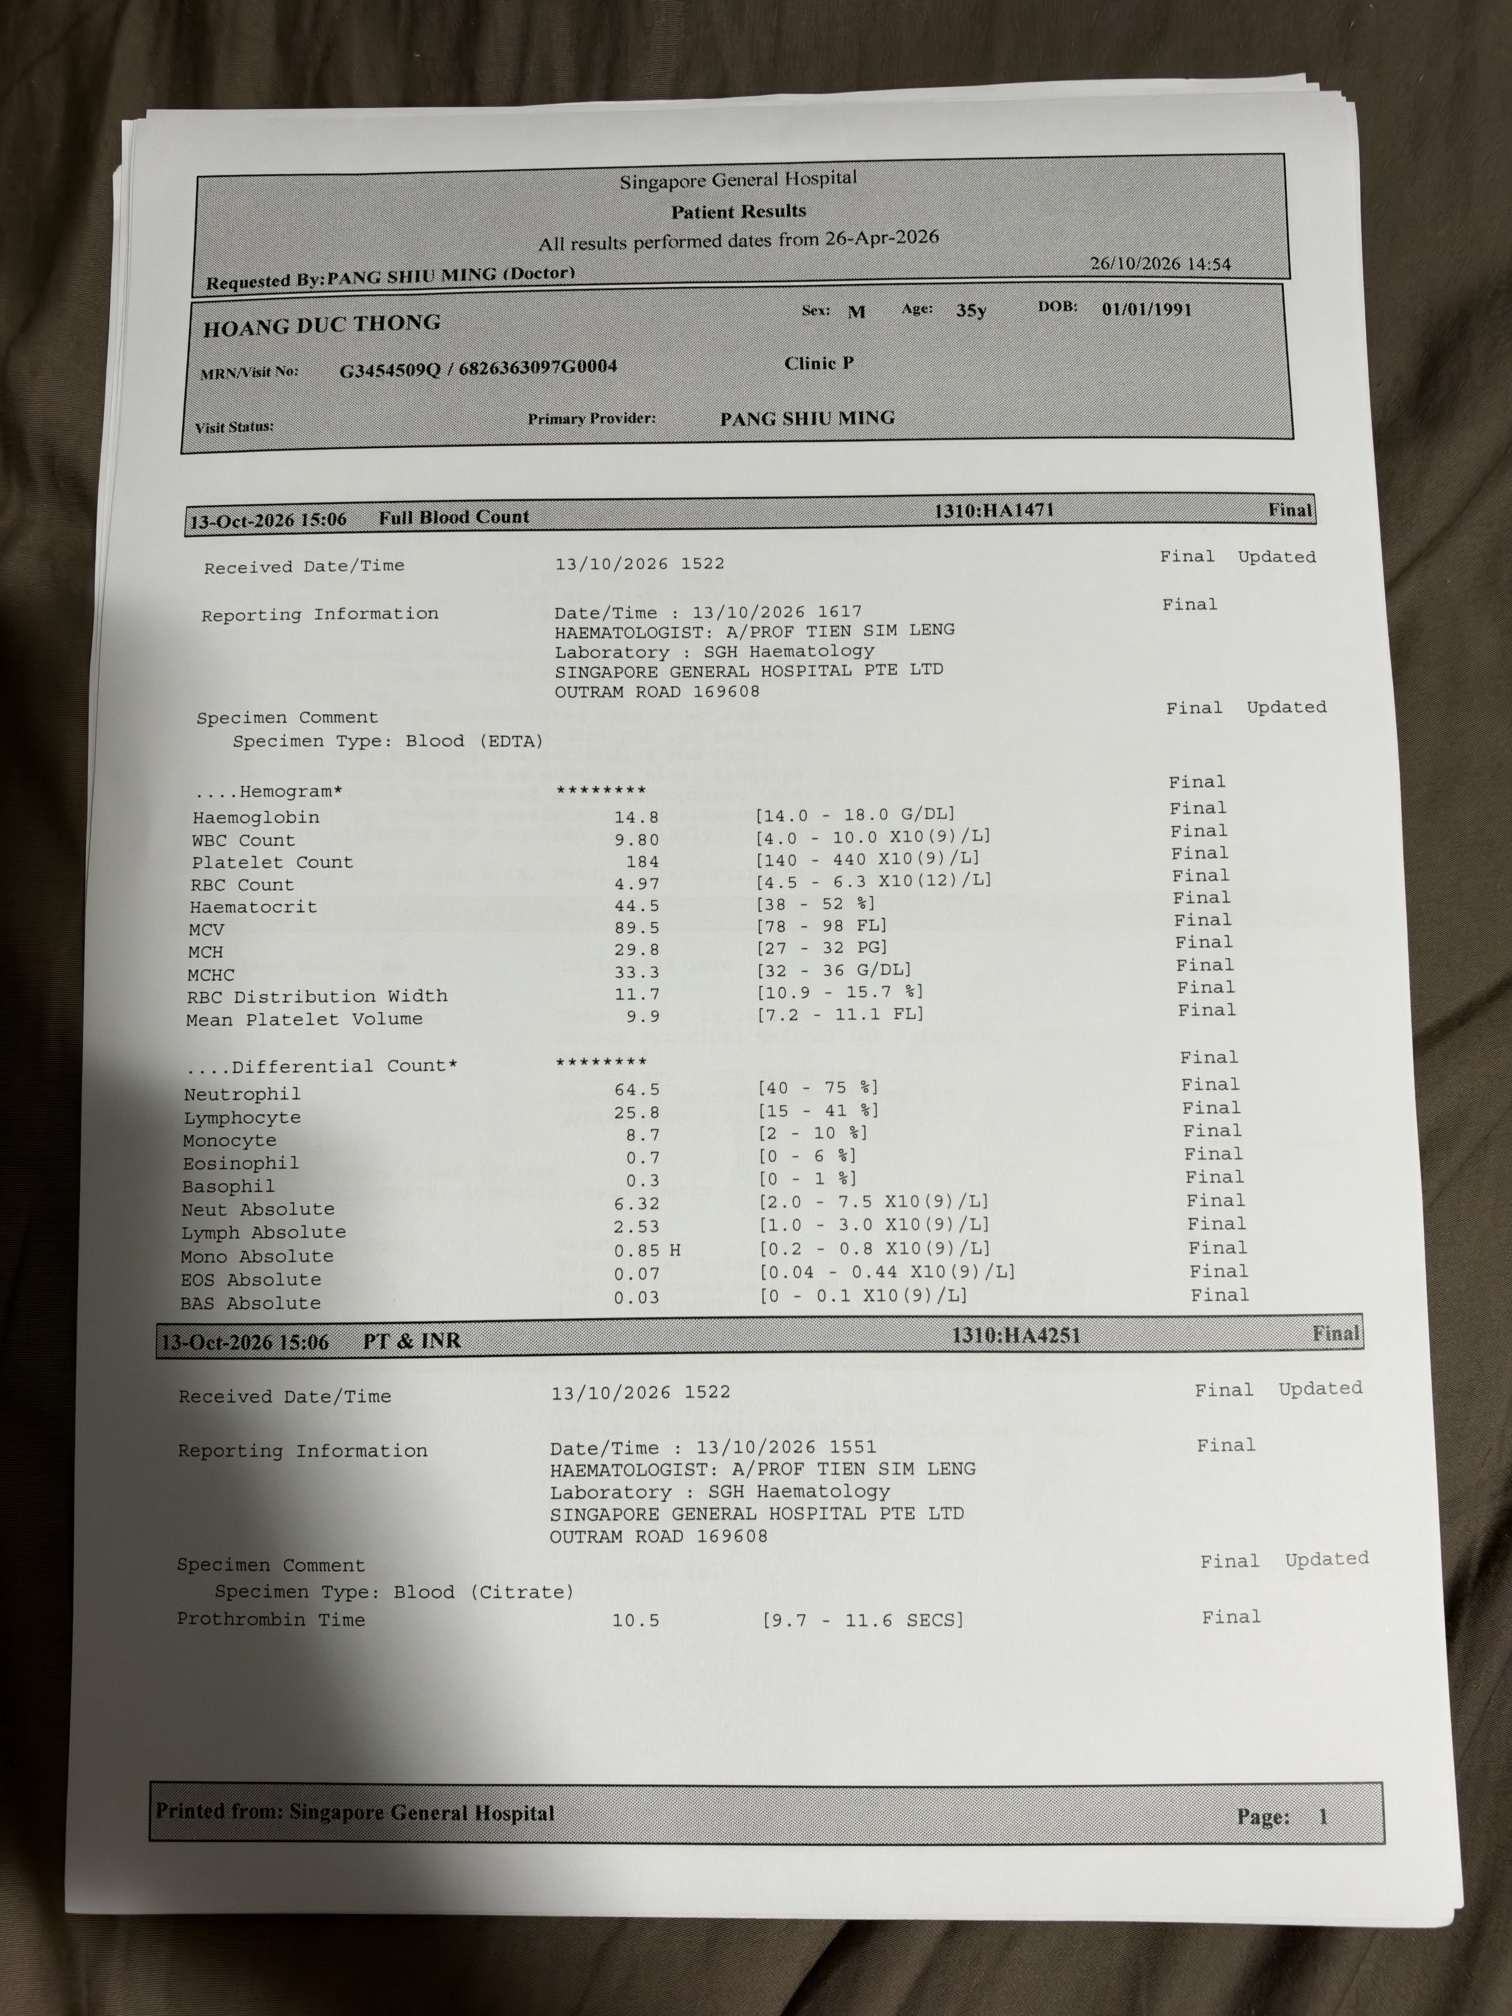 Singapore General Hospital
Patient Results
All results performed dates from 26-Apr-2026
Requested By:PANG SHIU MING (Doctor) 26/10/2026 14:54
HOANG DUC THONG Sex: M Age: 35y DOB: 01/01/1991
MRN/Visit No: G3454509Q / 6826363097G0004 Clinic P
Visit Status: Primary Provider: PANG SHIU MING
13-Oct-2026 15:06 Full Blood Count 1310:HA1471 Final
Received Date/Time 13/10/2026 1522 Final Updated
Reporting Information Date/Time : 13/10/2026 1617 Final
HAEMATOLOGIST: A/PROF TIEN SIM LENG
Laboratory : SGH Haematology
SINGAPORE GENERAL HOSPITAL PTE LTD
OUTRAM ROAD 169608
Specimen Comment Final Updated
Specimen Type: Blood (EDTA)
....Hemogram* ******** Final
Haemoglobin 14.8 [14.0 - 18.0 G/DL] Final
WBC Count 9.80 [4.0 - 10.0 X10(9)/L] Final
Platelet Count 184 [140 - 440 X10(9)/L] Final
RBC Count 4.97 [4.5 - 6.3 X10(12)/L] Final
Haematocrit 44.5 [38 - 52 %] Final
MCV 89.5 [78 - 98 FL] Final
MCH 29.8 [27 - 32 PG] Final
MCHC 33.3 [32 - 36 G/DL] Final
RBC Distribution Width 11.7 [10.9 - 15.7 %] Final
Mean Platelet Volume 9.9 [7.2 - 11.1 FL] Final
....Differential Count* ******** Final
Neutrophil 64.5 [40 - 75 %] Final
Lymphocyte 25.8 [15 - 41 %] Final
Monocyte 8.7 [2 - 10 %] Final
Eosinophil 0.7 [0 - 6 %] Final
Basophil 0.3 [0 - 1 %] Final
Neut Absolute 6.32 [2.0 - 7.5 X10(9)/L] Final
Lymph Absolute 2.53 [1.0 - 3.0 X10(9)/L] Final
Mono Absolute 0.85 H [0.2 - 0.8 X10(9)/L] Final
EOS Absolute 0.07 [0.04 - 0.44 X10(9)/L] Final
BAS Absolute 0.03 [0 - 0.1 X10(9)/L] Final
13-Oct-2026 15:06 PT & INR 1310:HA4251 Final
Received Date/Time 13/10/2026 1522 Final Updated
Reporting Information Date/Time : 13/10/2026 1551 Final
HAEMATOLOGIST: A/PROF TIEN SIM LENG
Laboratory : SGH Haematology
SINGAPORE GENERAL HOSPITAL PTE LTD
OUTRAM ROAD 169608
Specimen Comment Final Updated
Specimen Type: Blood (Citrate)
Prothrombin Time 10.5 [9.7 - 11.6 SECS] Final
Printed from: Singapore General Hospital Page: 1